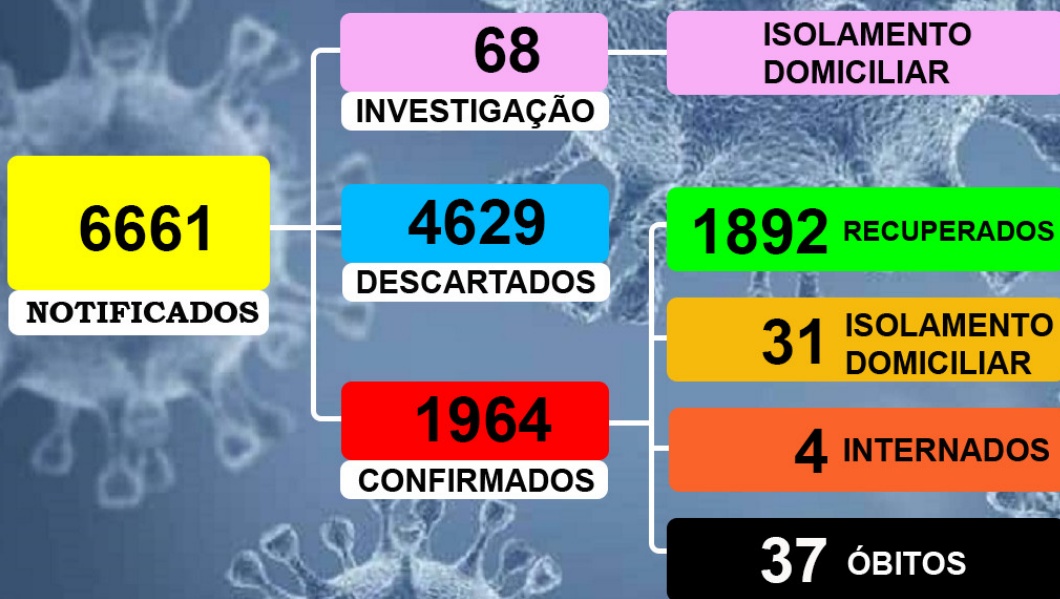 6661
NOTIFICADOS
68
INVESTIGAÇÃO
ISOLAMENTO
DOMICILIAR
4629
DESCARTADOS
1964
CONFIRMADOS
1892 RECUPERADOS
31 ISOLAMENTO
DOMICILIAR
4 INTERNADOS
37 ÓBITOS